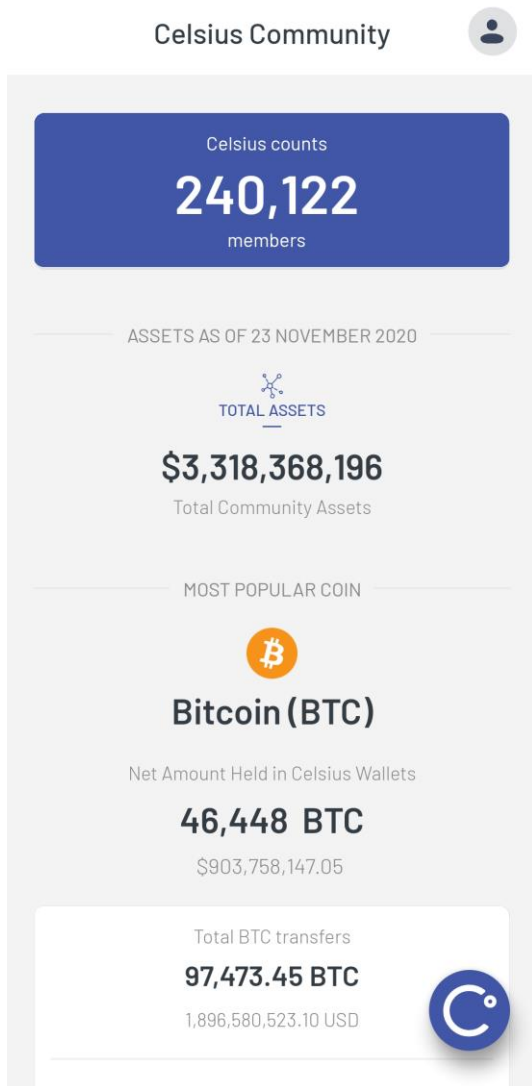 Celsius Community
Celsius counts
240,122
members
ASSETS AS OF 23 NOVEMBER 2020
TOTAL ASSETS
$3,318,368,196
Total Community Assets
MOST POPULAR COIN
Bitcoin (BTC)
Net Amount Held in Celsius Wallets
46,448 BTC
$903,758,147.05
Total BTC transfers
97,473.45 BTC
1,896,580,523.10 USD